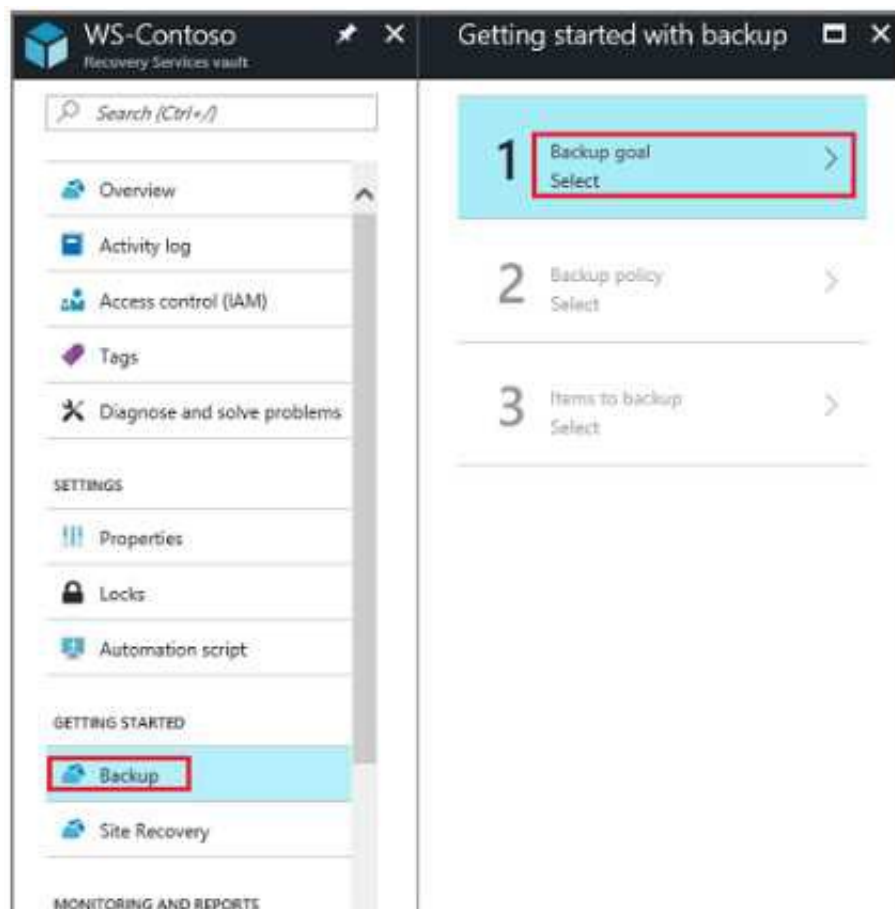 WS-Contoso
Recovery Services vault
Search (Ctrl+/)
Overview
Activity log
Access control (IAM)
Tags
Diagnose and solve problems
SETTINGS
Properties
Locks
Automation script
GETTING STARTED
Backup
Site Recovery
MONITORING AND REPORTS
Getting started with backup
1
Backup goal
Select
2
Backup policy
Select
3
Items to backup
Select